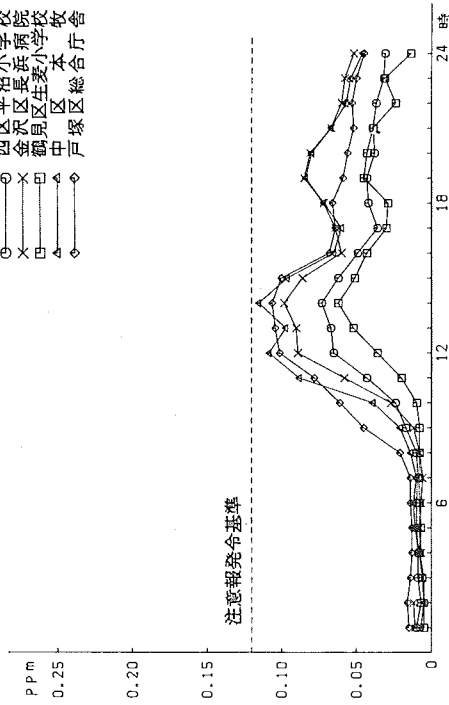 西区平沼小学校
金沢区長浜病院
鶴見区生麦小学校
中区本牧
戸塚区総合庁舎
PPm
0.25
0.20
0.15
0.10
0.05
0
注意報発令基準
6
12
18
24
時